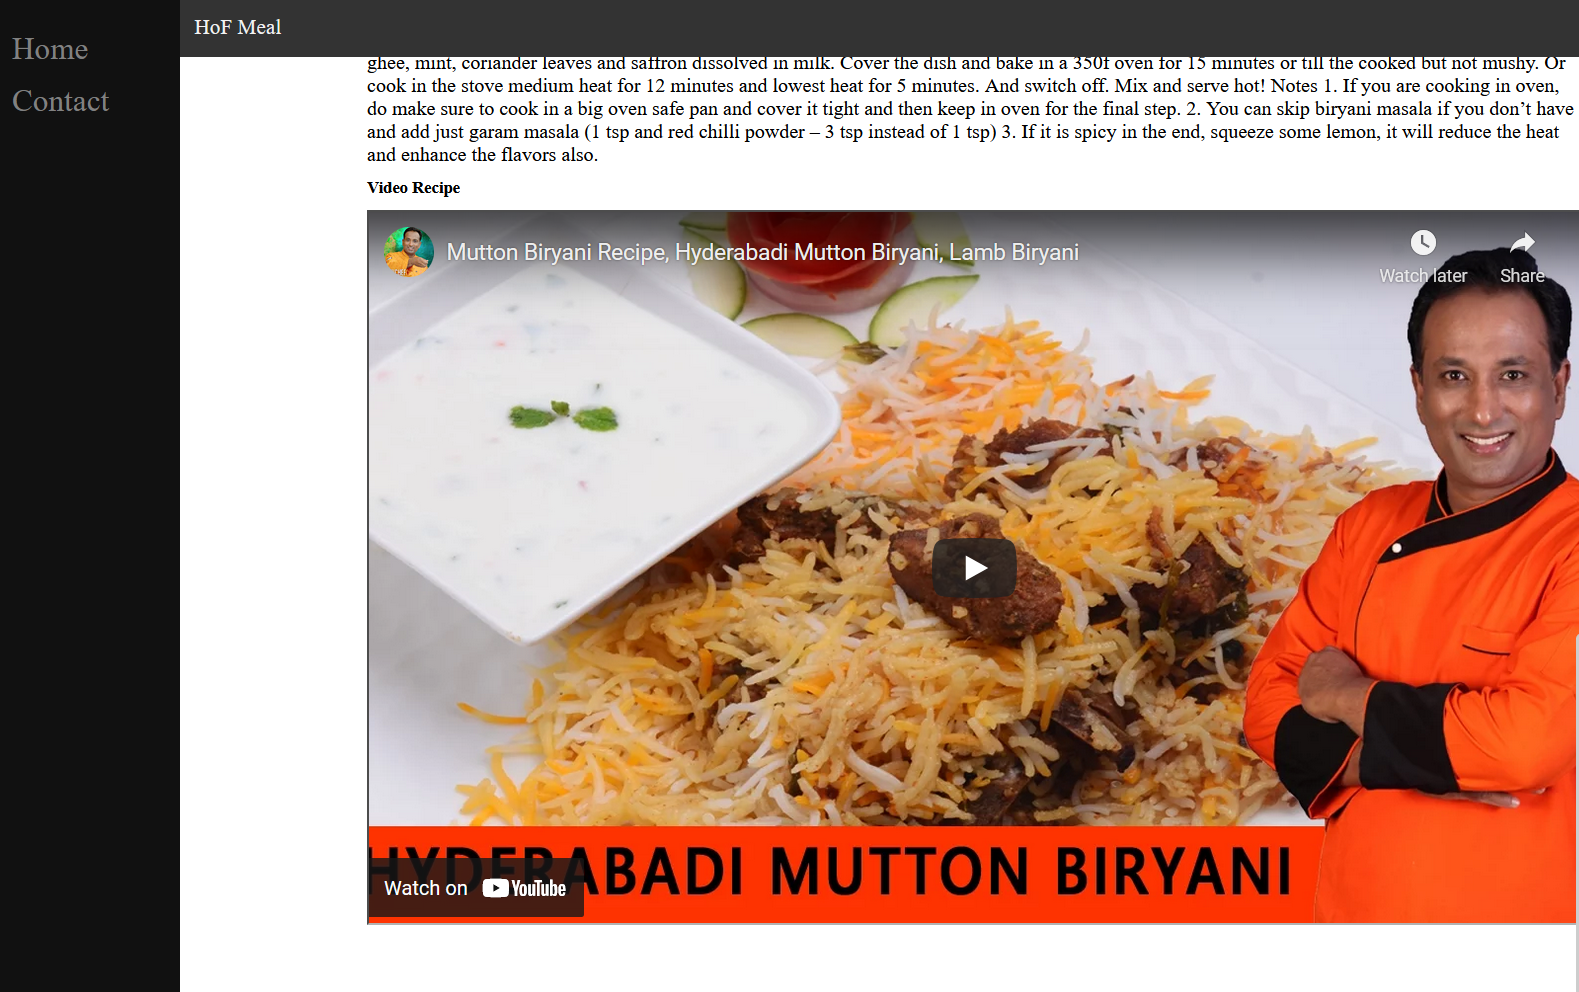 HoF Meal
Home
Contact
ghee, mint, coriander leaves and saffron dissolved in milk. Cover the dish and bake in a 350f oven for 15 minutes or till the cooked but not mushy. Or
cook in the stove medium heat for 12 minutes and lowest heat for 5 minutes. And switch off. Mix and serve hot! Notes 1. If you are cooking in oven,
do make sure to cook in a big oven safe pan and cover it tight and then keep in oven for the final step. 2. You can skip biryani masala if you don’t have
and add just garam masala (1 tsp and red chilli powder – 3 tsp instead of 1 tsp) 3. If it is spicy in the end, squeeze some lemon, it will reduce the heat
and enhance the flavors also.
Video Recipe
Mutton Biryani Recipe, Hyderabadi Mutton Biryani, Lamb Biryani
Watch later
Share
HYDERABADI MUTTON BIRYANI
Watch on YouTube